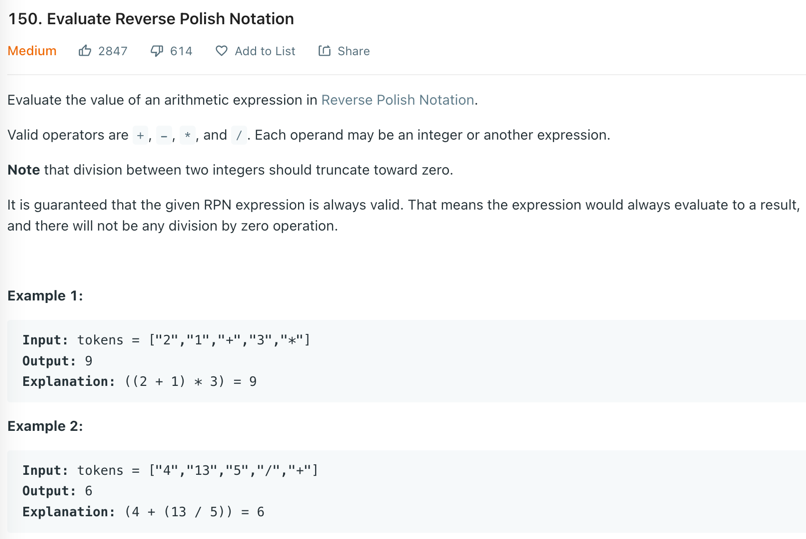 150. Evaluate Reverse Polish Notation
Medium 2847 614 Add to List Share
Evaluate the value of an arithmetic expression in Reverse Polish Notation.
Valid operators are +, -, *, and /. Each operand may be an integer or another expression.
Note that division between two integers should truncate toward zero.
It is guaranteed that the given RPN expression is always valid. That means the expression would always evaluate to a result,
and there will not be any division by zero operation.
Example 1:
Input: tokens = ["2","1","+","3","*"]
Output: 9
Explanation: ((2 + 1) * 3) = 9
Example 2:
Input: tokens = ["4","13","5","/","+"]
Output: 6
Explanation: (4 + (13 / 5)) = 6